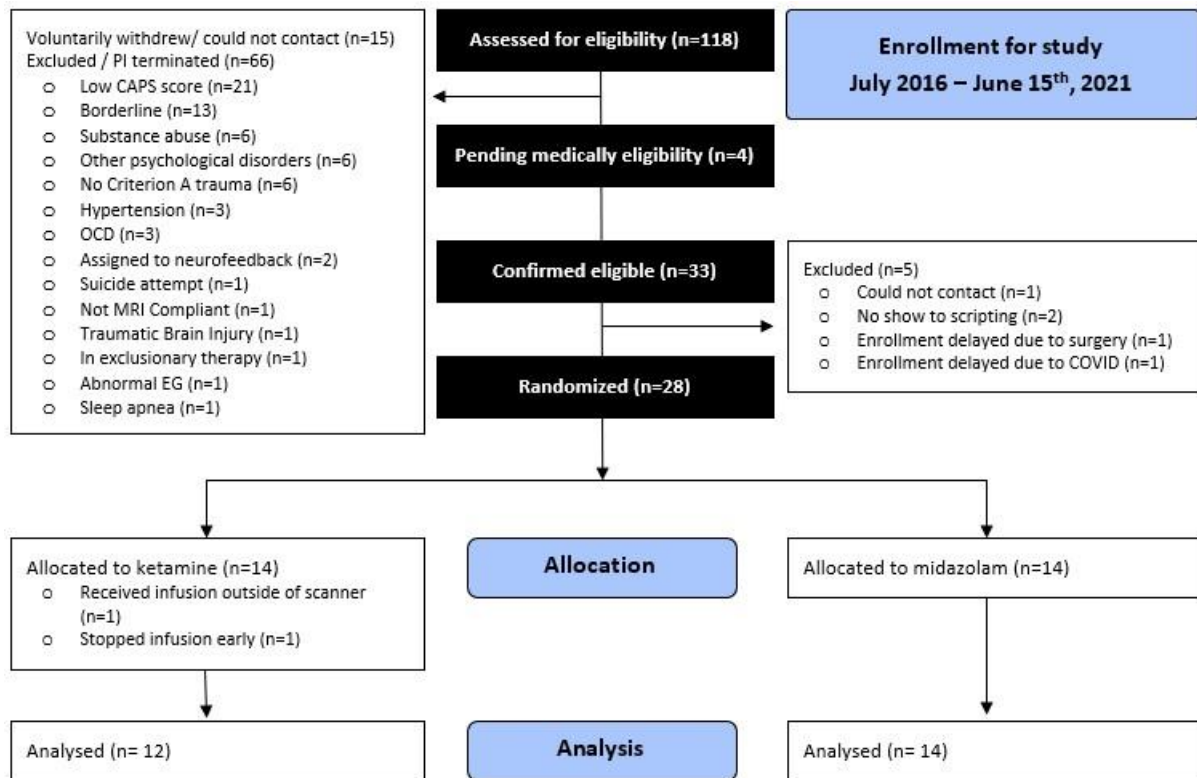 Voluntarily withdrew/ could not contact (n=15)
Excluded / PI terminated (n=66)
o Low CAPS score (n=21)
o Borderline (n=13)
o Substance abuse (n=6)
o Other psychological disorders (n=6)
o No Criterion A trauma (n=6)
o Hypertension (n=3)
o OCD (n=3)
o Assigned to neurofeedback (n=2)
o Suicide attempt (n=1)
o Not MRI Compliant (n=1)
o Traumatic Brain Injury (n=1)
o In exclusionary therapy (n=1)
o Abnormal EG (n=1)
o Sleep apnea (n=1)
Assessed for eligibility (n=118)
Enrollment for study
July 2016 – June 15th, 2021
Pending medically eligibility (n=4)
Confirmed eligible (n=33)
Excluded (n=5)
o Could not contact (n=1)
o No show to scripting (n=2)
o Enrollment delayed due to surgery (n=1)
o Enrollment delayed due to COVID (n=1)
Randomized (n=28)
Allocated to ketamine (n=14)
o Received infusion outside of scanner
(n=1)
o Stopped infusion early (n=1)
Allocation
Allocated to midazolam (n=14)
Analysed (n= 12)
Analysis
Analysed (n= 14)